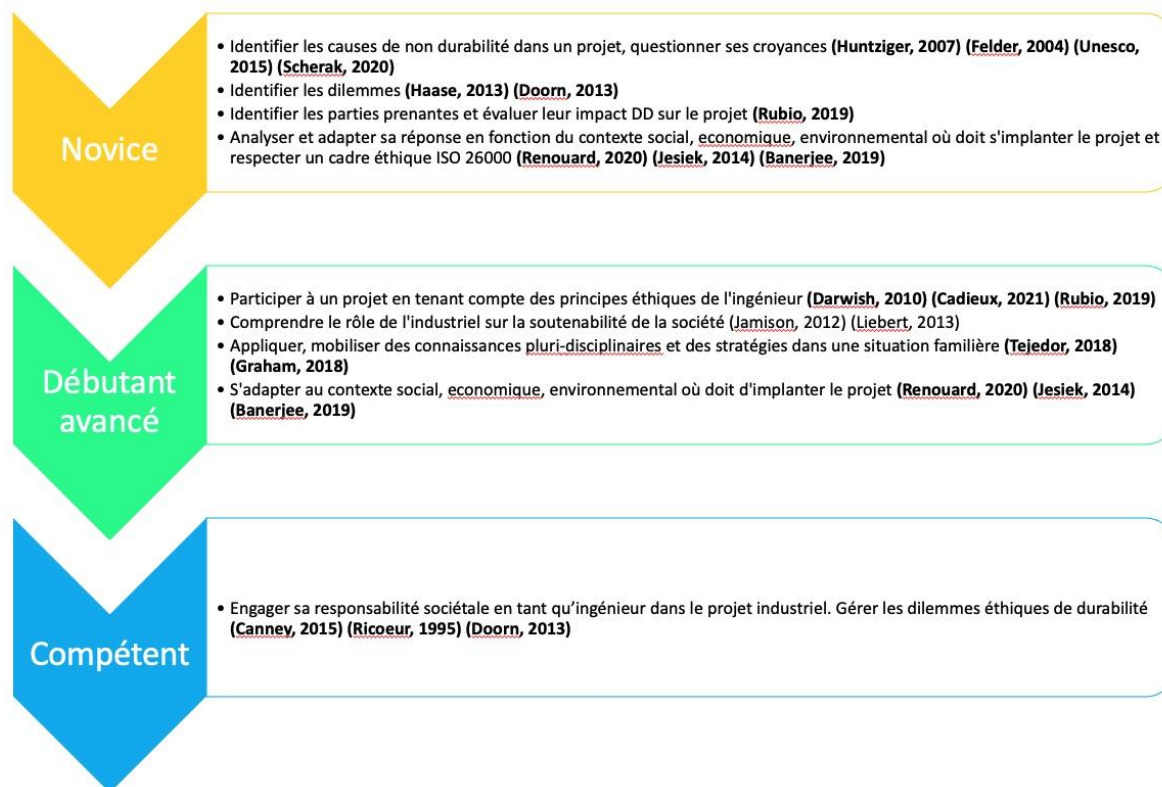 Novice
• Identifier les causes de non durabilité dans un projet, questionner ses croyances (Huntziger, 2007) (Felder, 2004) (Unesco,
2015) (Scherak, 2020)
• Identifier les dilemmes (Haase, 2013) (Doorn, 2013)
• Identifier les parties prenantes et évaluer leur impact DD sur le projet (Rubio, 2019)
• Analyser et adapter sa réponse en fonction du contexte social, economique, environnemental où doit s'implanter le projet et
respecter un cadre éthique ISO 26000 (Renouard, 2020) (Jesiek, 2014) (Banerjee, 2019)
Débutant
avancé
• Participer à un projet en tenant compte des principes éthiques de l'ingénieur (Darwish, 2010) (Cadieux, 2021) (Rubio, 2019)
• Comprendre le rôle de l'industriel sur la soutenabilité de la société (Jamison, 2012) (Liebert, 2013)
• Appliquer, mobiliser des connaissances pluri-disciplinaires et des stratégies dans une situation familière (Tejedor, 2018)
(Graham, 2018)
• S'adapter au contexte social, economique, environnemental où doit d'implanter le projet (Renouard, 2020) (Jesiek, 2014)
(Banerjee, 2019)
Compétent
• Engager sa responsabilité sociétale en tant qu’ingénieur dans le projet industriel. Gérer les dilemmes éthiques de durabilité
(Canney, 2015) (Ricoeur, 1995) (Doorn, 2013)